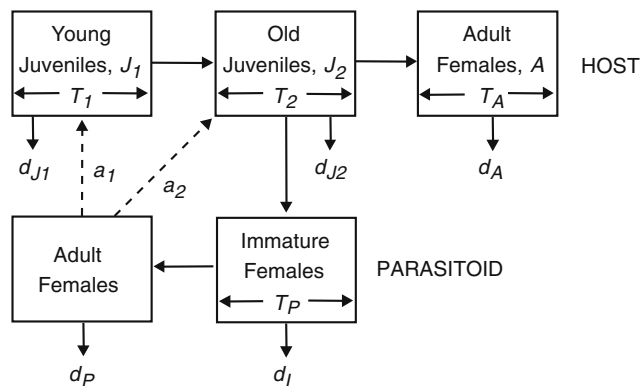 Young
Juveniles, J1
T1
Old
Juveniles, J2
T2
Adult
Females, A
TA
HOST
dJ1
a1
a2
dJ2
dA
Adult
Females
Immature
Females
TP
PARASITOID
dP
dI